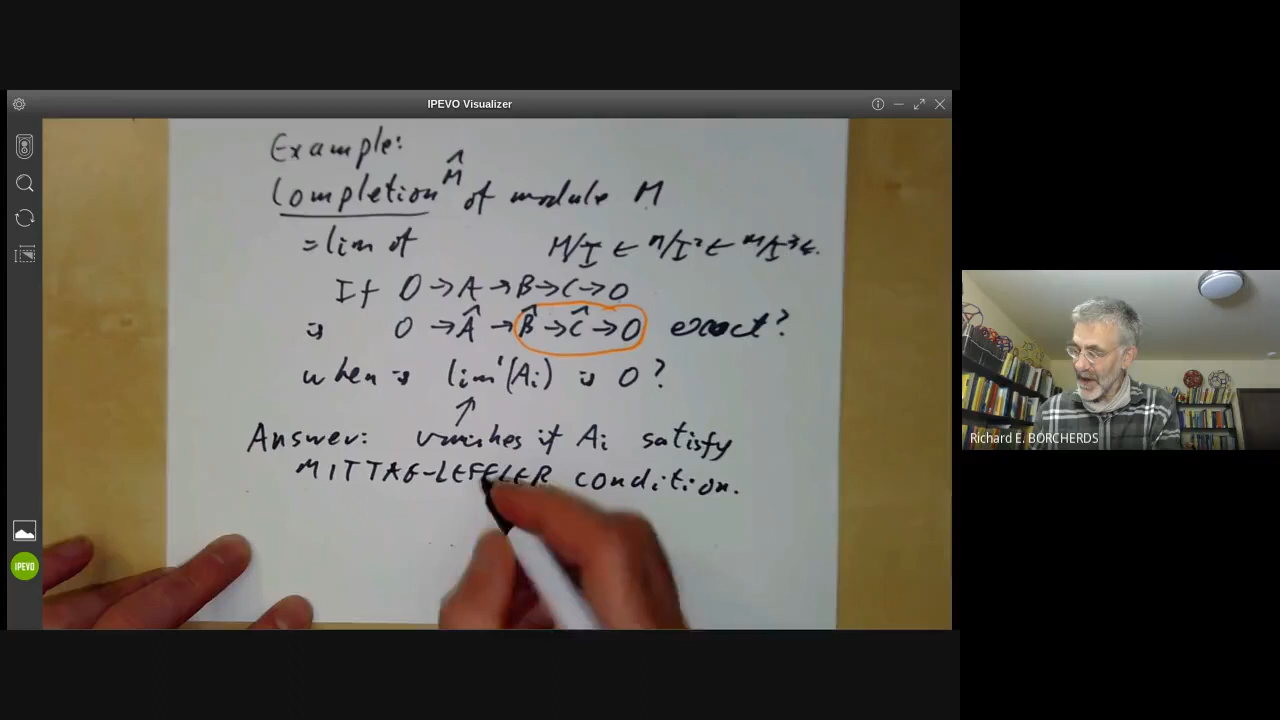 IPEVO Visualizer
Example:
Completion M̂ of module M
= lim of M/I ← M/I² ← M/I³ ←.
If 0 → A → B → C → 0
is 0 → Â → B̂ → Ĉ → 0 exact?
when is lim¹(Ai) is 0?
↑
Answer: vanishes if Ai satisfy
MITTAG-LEFFLER condition.
Richard E. BORCHERDS
IPEVO